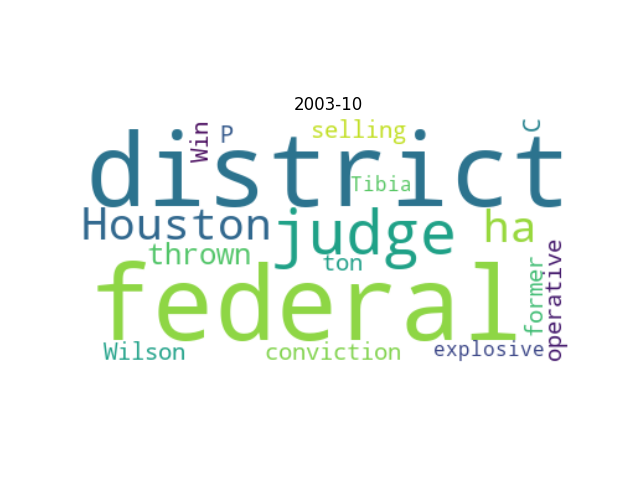 2003-10
district
federal
judge
Houston
ha
thrown
ton
selling
Tibia
Win
P
C
Wilson
conviction
explosive
former
operative